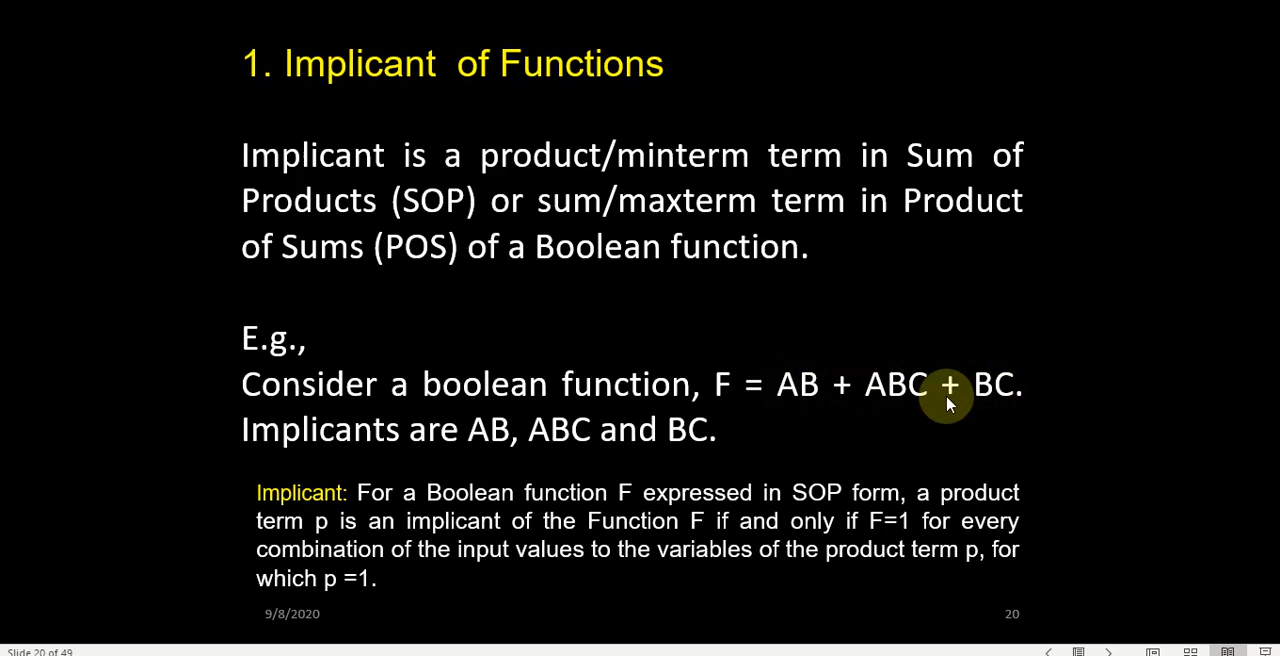 1. Implicant of Functions
Implicant is a product/minterm term in Sum of
Products (SOP) or sum/maxterm term in Product
of Sums (POS) of a Boolean function.
E.g.,
Consider a boolean function, F = AB + ABC + BC.
Implicants are AB, ABC and BC.
Implicant: For a Boolean function F expressed in SOP form, a product
term p is an implicant of the Function F if and only if F=1 for every
combination of the input values to the variables of the product term p, for
which p =1.
9/8/2020 20
Slide 20 of 49